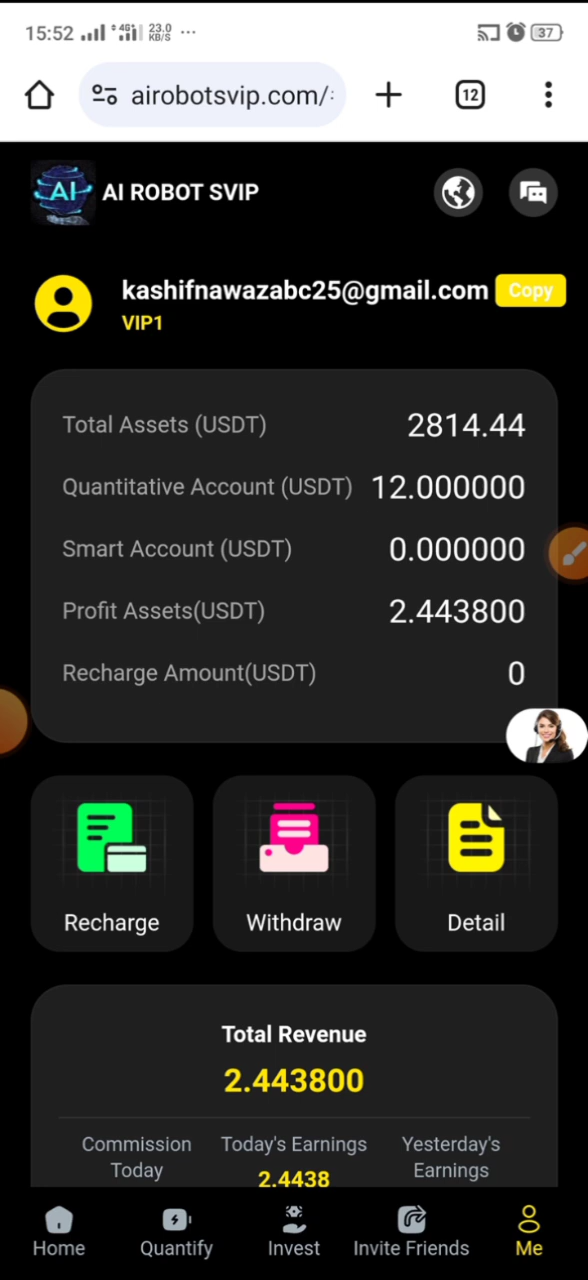 15:52 4G+ 23.0 KB/S ... 37
airobotsvip.com/ 12
AI AI ROBOT SVIP
kashifnawazabc25@gmail.com Copy
VIP1
Total Assets (USDT) 2814.44
Quantitative Account (USDT) 12.000000
Smart Account (USDT) 0.000000
Profit Assets(USDT) 2.443800
Recharge Amount(USDT) 0
Recharge Withdraw Detail
Total Revenue
2.443800
Commission Today's Earnings Yesterday's
Today 2.4438 Earnings
Home Quantify Invest Invite Friends Me